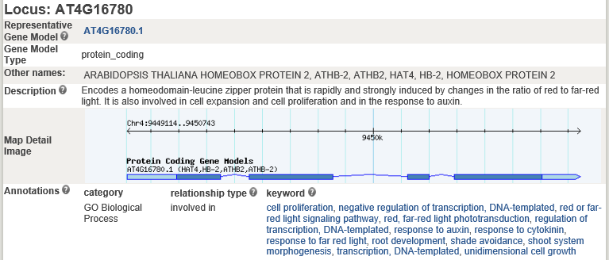 Locus: AT4G16780
Representative
Gene Model
AT4G16780.1
Gene Model
Type
protein_coding
Other names:
ARABIDOPSIS THALIANA HOMEOBOX PROTEIN 2, ATHB-2, ATHB2, HAT4, HB-2, HOMEOBOX PROTEIN 2
Description
Encodes a homeodomain-leucine zipper protein that is rapidly and strongly induced by changes in the ratio of red to far-red
light. It is also involved in cell expansion and cell proliferation and in the response to auxin.
Map Detail
Image
Chr4:9449114..9450743
9450k
Protein Coding Gene Models
AT4G16780.1 (HAT4,HB-2,ATHB2,ATHB-2)
Annotations
category
relationship type
keyword
GO Biological
Process
involved in
cell proliferation, negative regulation of transcription, DNA-templated, red or far-
red light signaling pathway, red, far-red light phototransduction, regulation of
transcription, DNA-templated, response to auxin, response to cytokinin,
response to far red light, root development, shade avoidance, shoot system
morphogenesis, transcription, DNA-templated, unidimensional cell growth